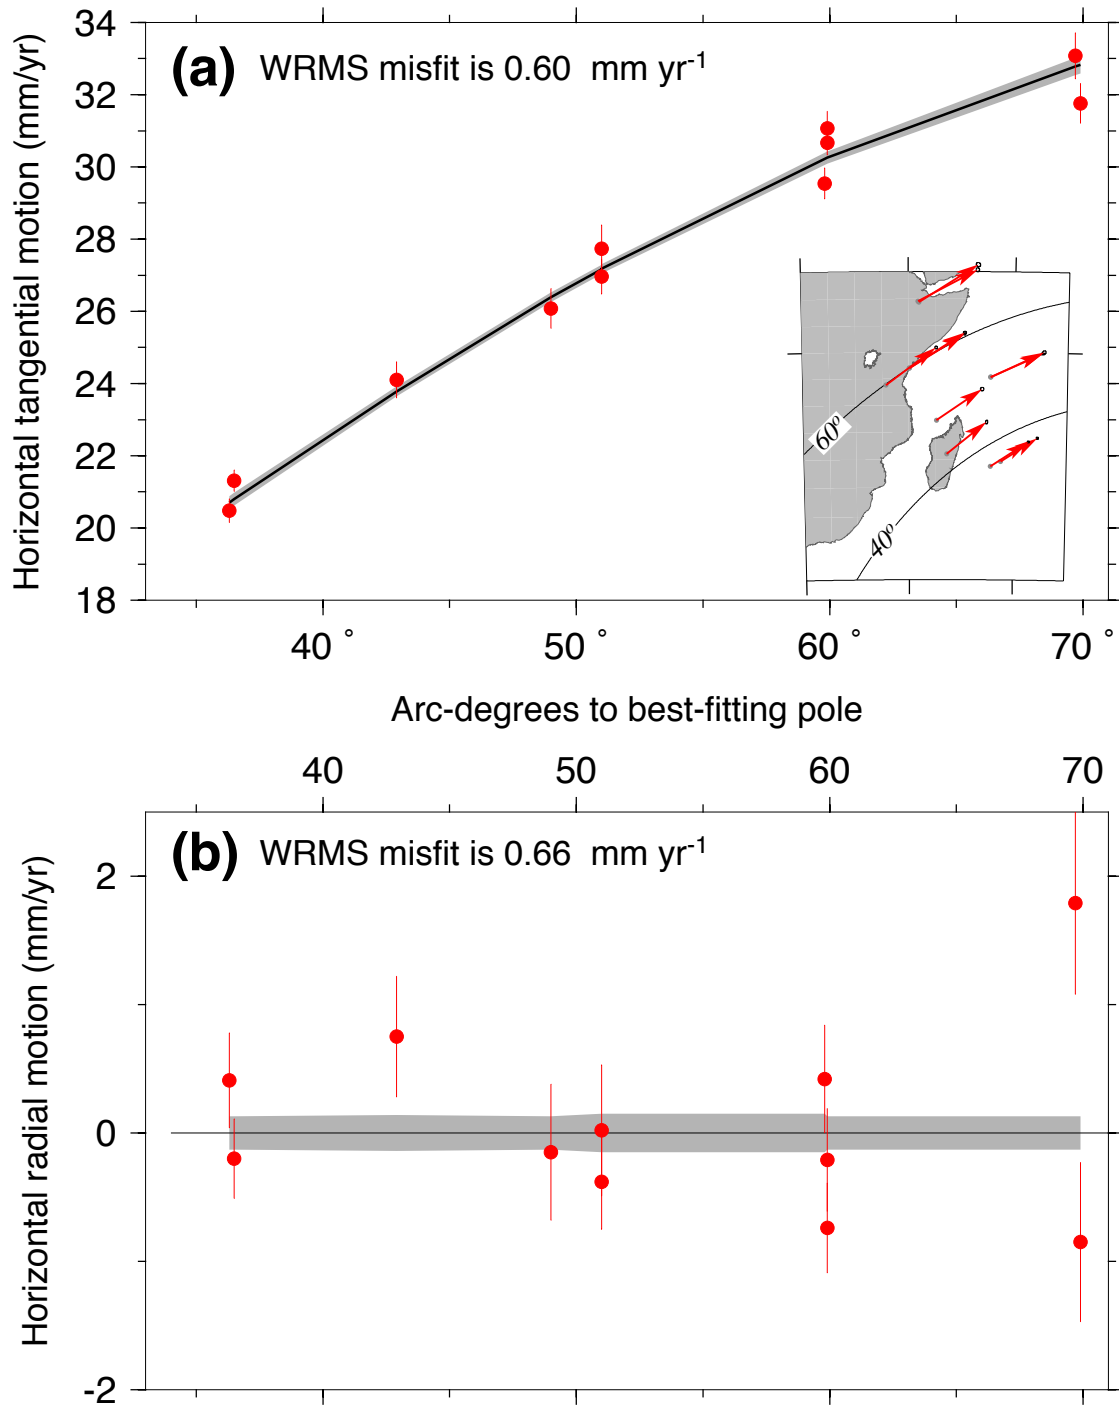 34
32
30
28
26
24
22
20
18
Horizontal tangential motion (mm/yr)
(a) WRMS misfit is 0.60 mm yr-1
60o
40o
40 ° 50 ° 60 ° 70 °
Arc-degrees to best-fitting pole
40 50 60 70
(b) WRMS misfit is 0.66 mm yr-1
2
0
-2
Horizontal radial motion (mm/yr)